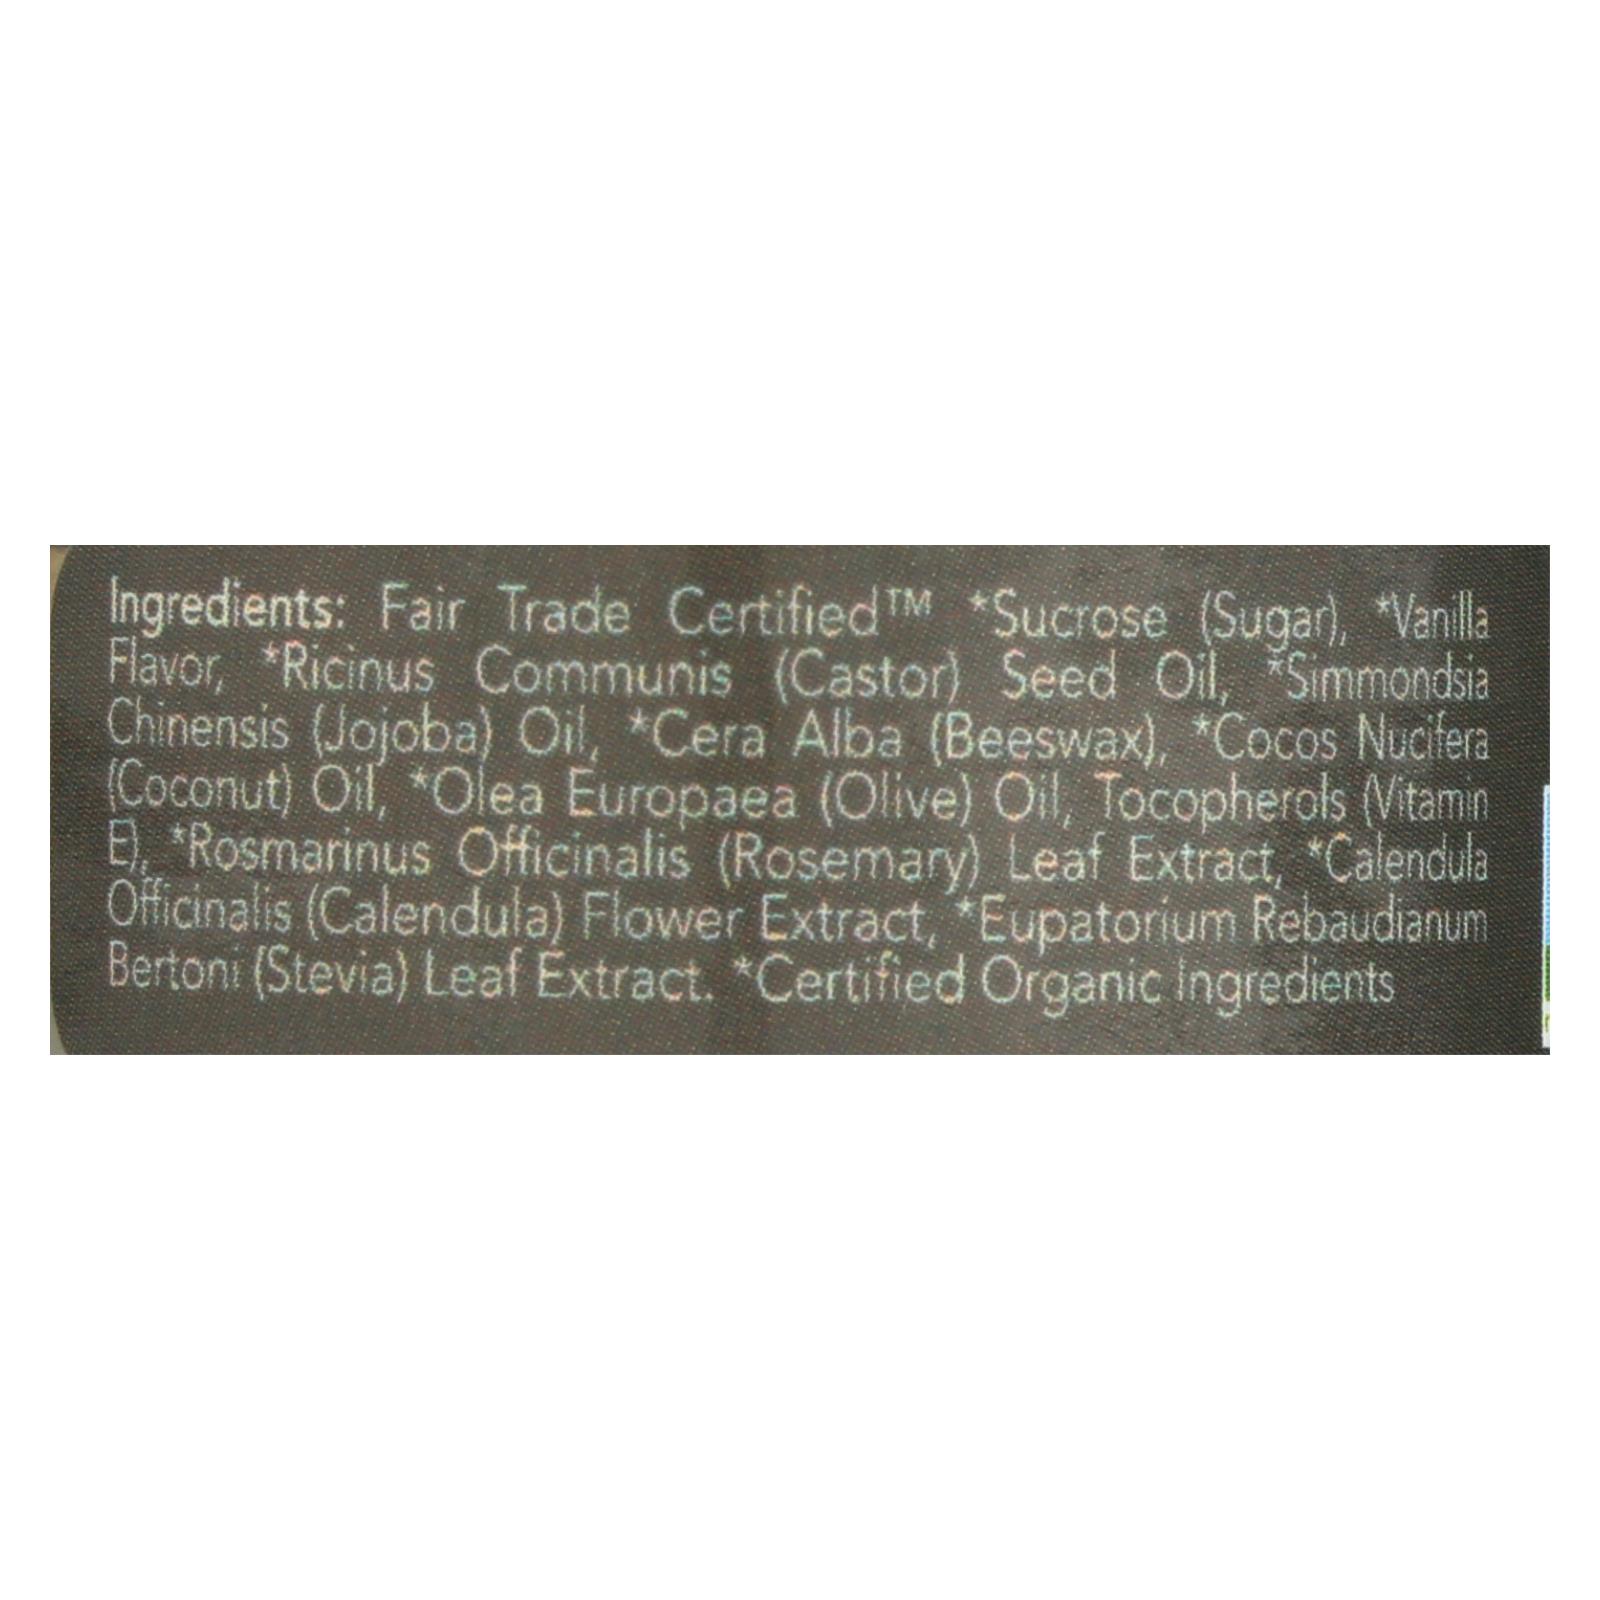 Ingredients: Fair Trade Certified™ *Sucrose (Sugar), *Vanilla
Flavor, *Ricinus Communis (Castor) Seed Oil, *Simmondsia
Chinensis (Jojoba) Oil, *Cera Alba (Beeswax), *Cocos Nucifera
(Coconut) Oil, *Olea Europaea (Olive) Oil, Tocopherols (Vitamin
E), *Rosmarinus Officinalis (Rosemary) Leaf Extract, *Calendula
Officinalis (Calendula) Flower Extract, *Eupatorium Rebaudianum
Bertoni (Stevia) Leaf Extract. *Certified Organic Ingredients